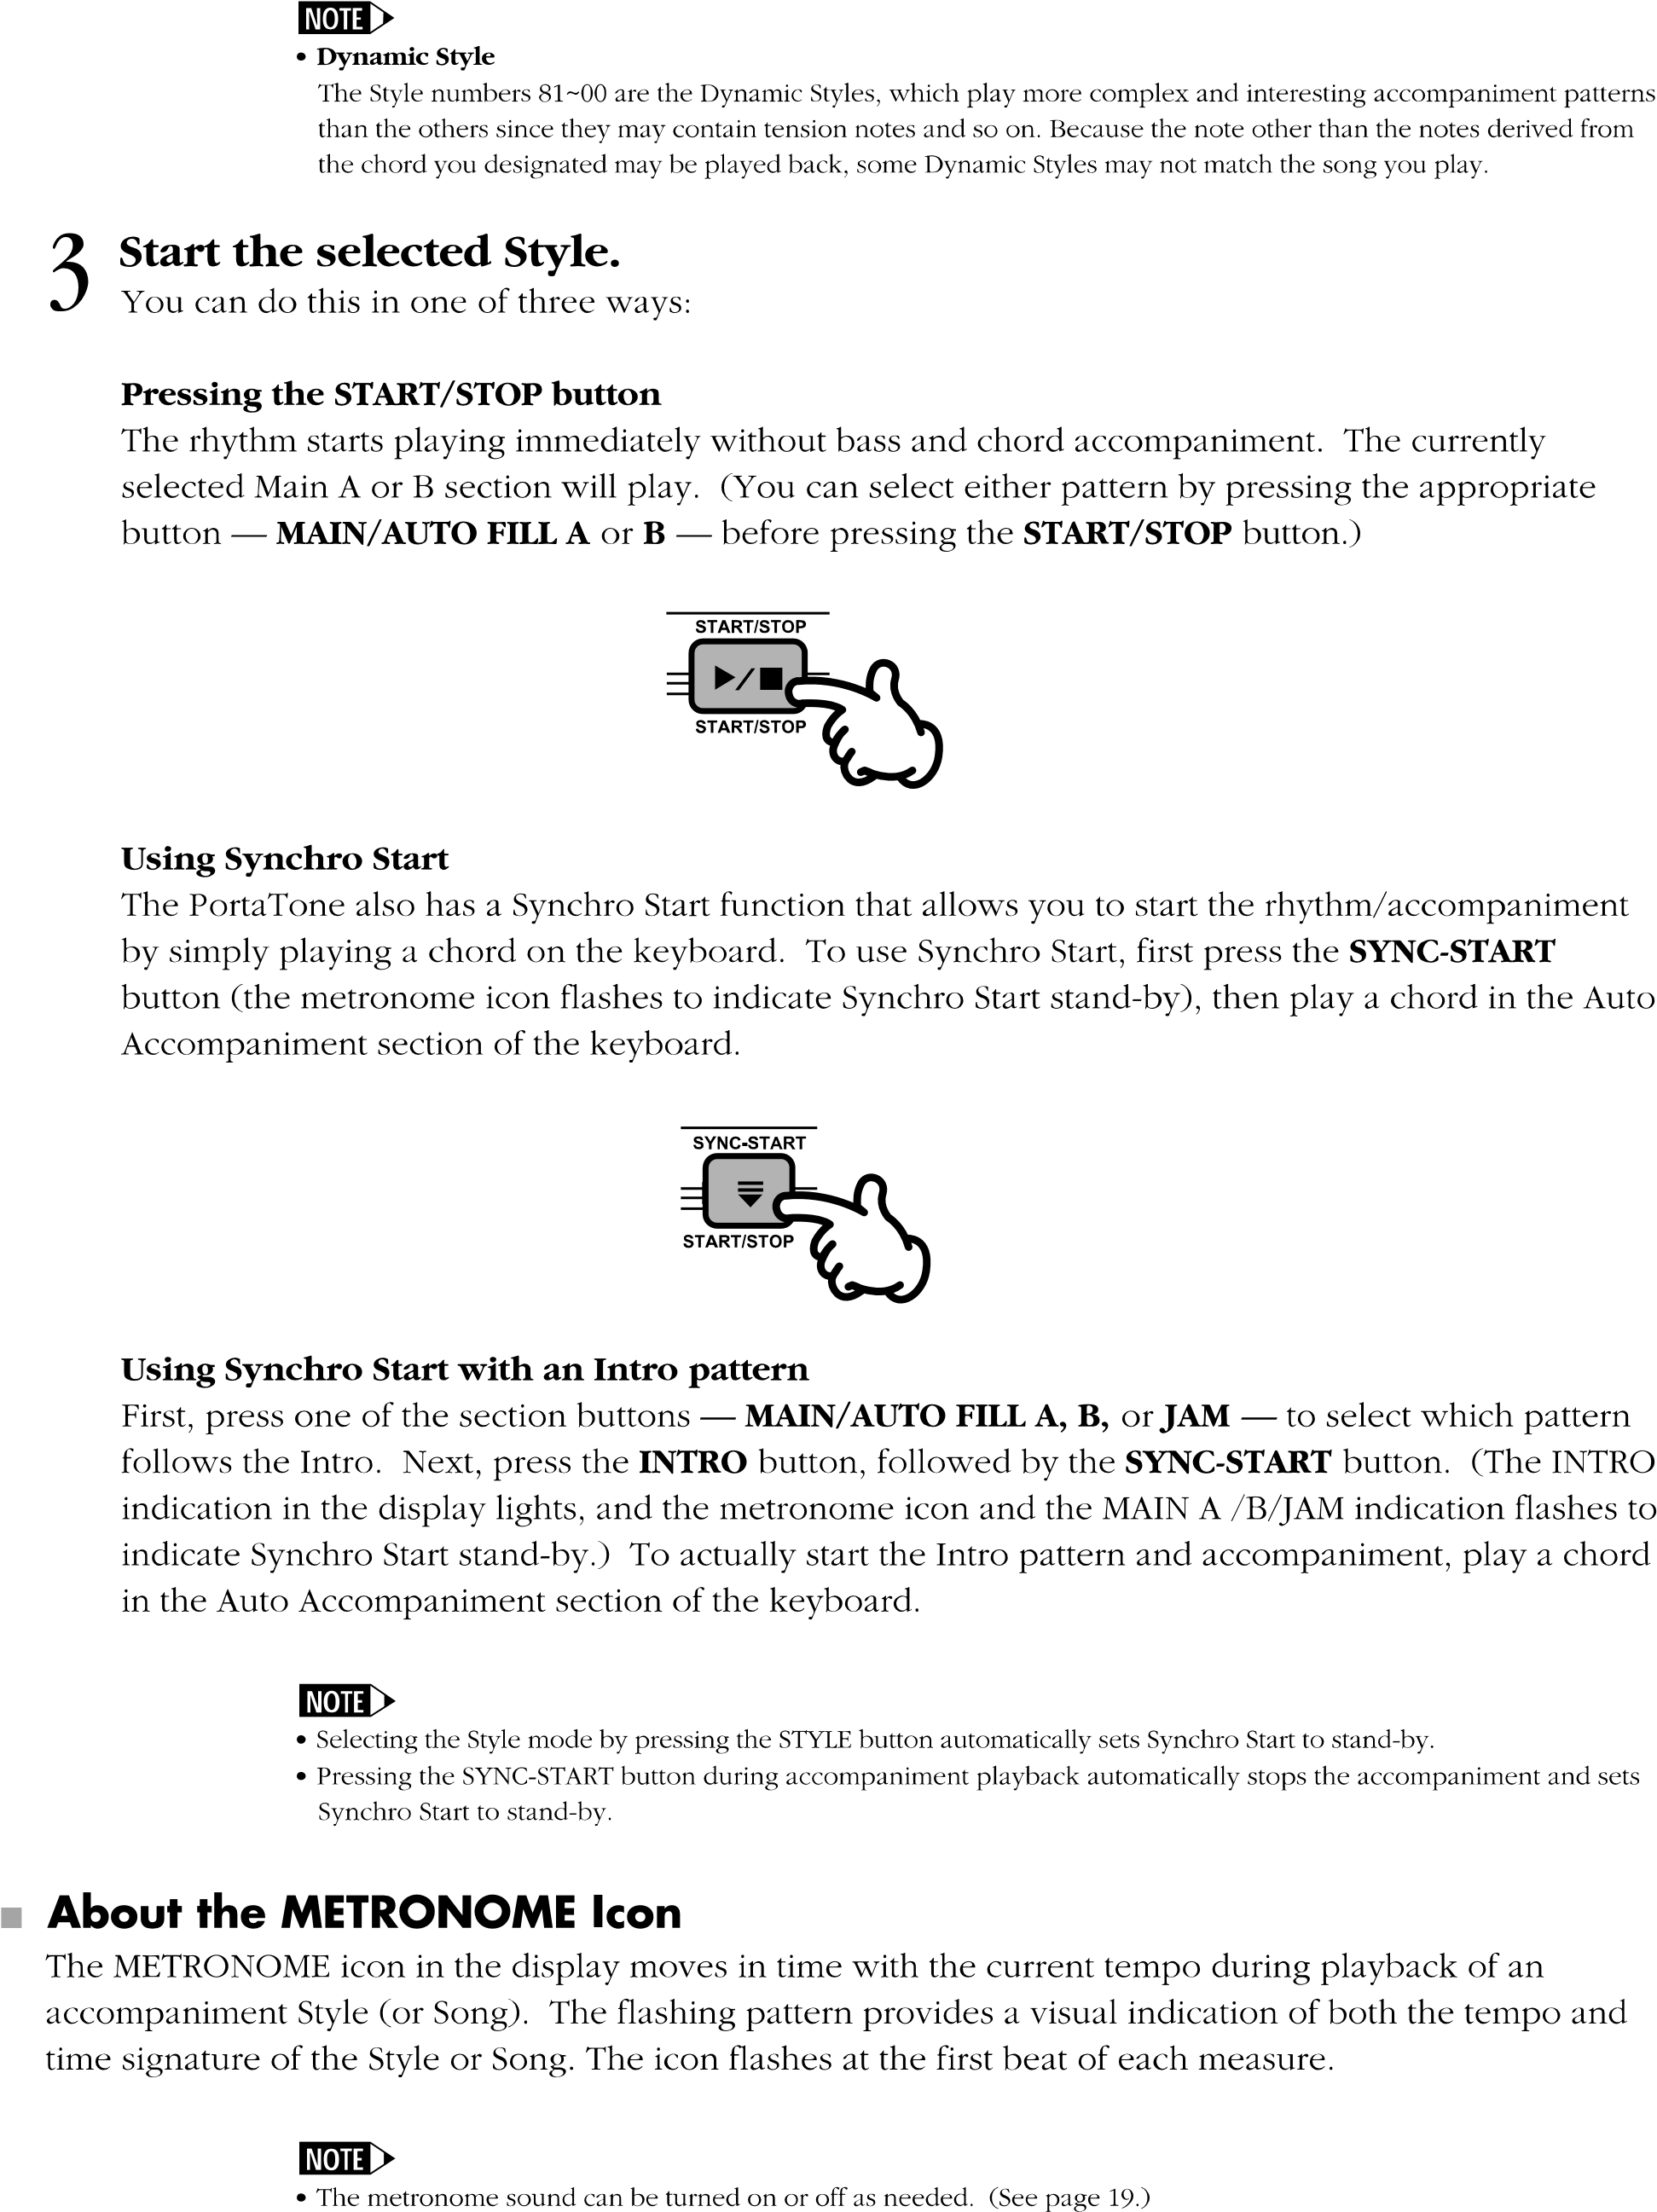 NOTE
• Dynamic Style
The Style numbers 81~00 are the Dynamic Styles, which play more complex and interesting accompaniment patterns
than the others since they may contain tension notes and so on. Because the note other than the notes derived from
the chord you designated may be played back, some Dynamic Styles may not match the song you play.
3 Start the selected Style.
You can do this in one of three ways:
Pressing the START/STOP button
The rhythm starts playing immediately without bass and chord accompaniment. The currently
selected Main A or B section will play. (You can select either pattern by pressing the appropriate
button — MAIN/AUTO FILL A or B — before pressing the START/STOP button.)
START/STOP
START/STOP
Using Synchro Start
The PortaTone also has a Synchro Start function that allows you to start the rhythm/accompaniment
by simply playing a chord on the keyboard. To use Synchro Start, first press the SYNC-START
button (the metronome icon flashes to indicate Synchro Start stand-by), then play a chord in the Auto
Accompaniment section of the keyboard.
SYNC-START
START/STOP
Using Synchro Start with an Intro pattern
First, press one of the section buttons — MAIN/AUTO FILL A, B, or JAM — to select which pattern
follows the Intro. Next, press the INTRO button, followed by the SYNC-START button. (The INTRO
indication in the display lights, and the metronome icon and the MAIN A /B/JAM indication flashes to
indicate Synchro Start stand-by.) To actually start the Intro pattern and accompaniment, play a chord
in the Auto Accompaniment section of the keyboard.
NOTE
• Selecting the Style mode by pressing the STYLE button automatically sets Synchro Start to stand-by.
• Pressing the SYNC-START button during accompaniment playback automatically stops the accompaniment and sets
Synchro Start to stand-by.
About the METRONOME Icon
The METRONOME icon in the display moves in time with the current tempo during playback of an
accompaniment Style (or Song). The flashing pattern provides a visual indication of both the tempo and
time signature of the Style or Song. The icon flashes at the first beat of each measure.
NOTE
• The metronome sound can be turned on or off as needed. (See page 19.)